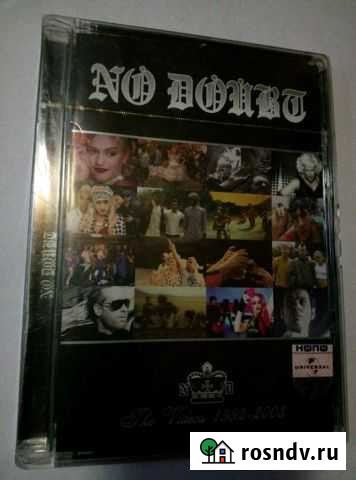 NO DOUBT
NO DOUBT
N D
The Videos 1992-2003
UNIVERSAL
rosndv.ru